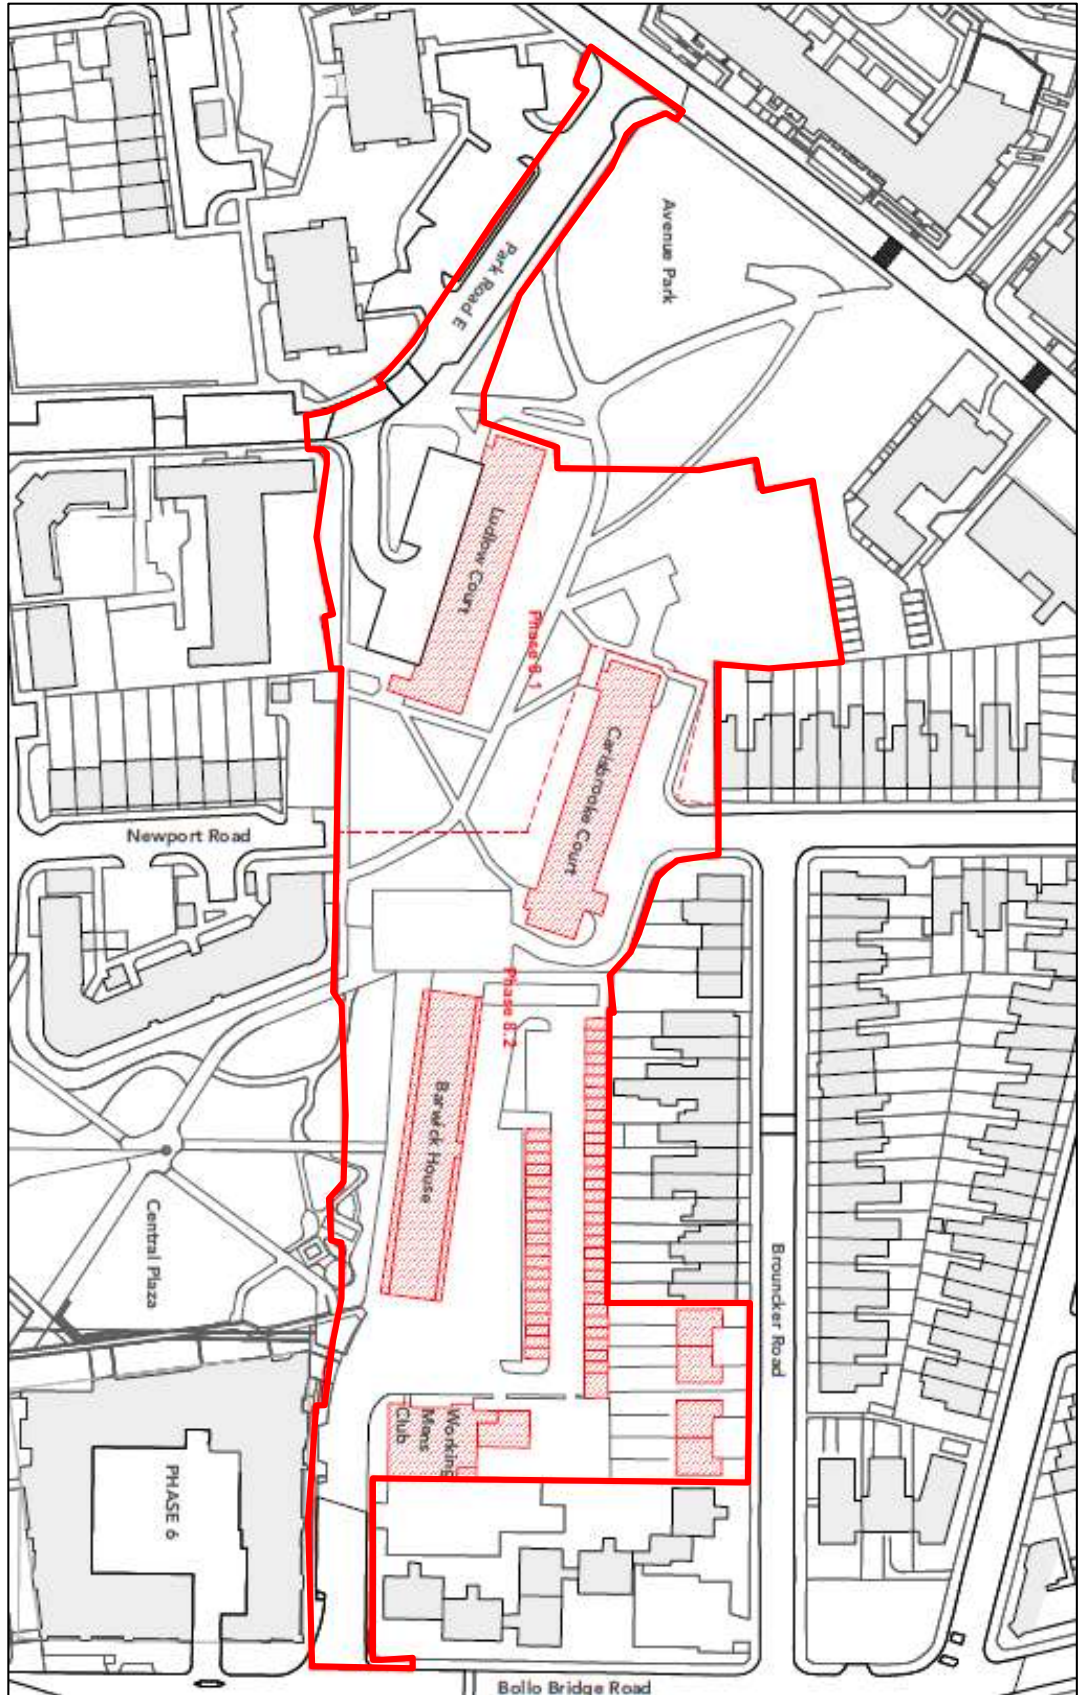 Avenue Park
Park Road E
Ludlow Court
Phase 8.1
Carisbrooke Court
Newport Road
Phase 8.2
Barwick House
Central Plaza
Brouncker Road
Working
Mens
Club
PHASE 6
Bollo Bridge Road